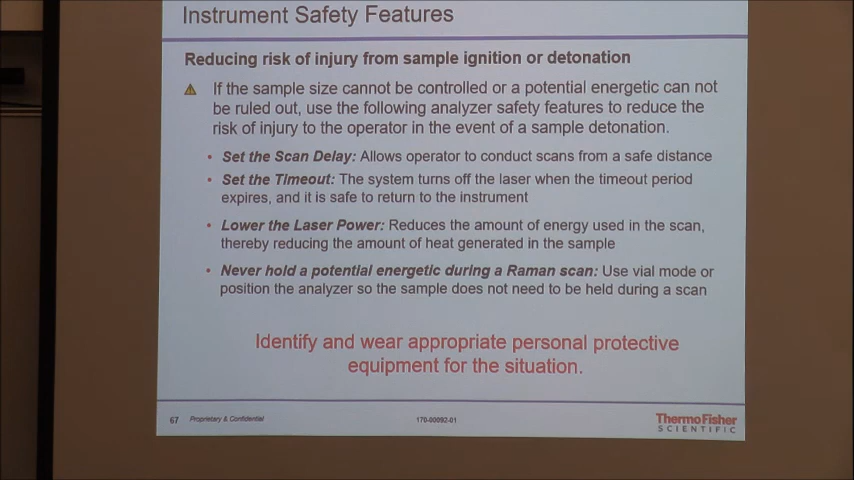 Instrument Safety Features
Reducing risk of injury from sample ignition or detonation
If the sample size cannot be controlled or a potential energetic can not
be ruled out, use the following analyzer safety features to reduce the
risk of injury to the operator in the event of a sample detonation.
• Set the Scan Delay: Allows operator to conduct scans from a safe distance
• Set the Timeout: The system turns off the laser when the timeout period
expires, and it is safe to return to the instrument
• Lower the Laser Power: Reduces the amount of energy used in the scan,
thereby reducing the amount of heat generated in the sample
• Never hold a potential energetic during a Raman scan: Use vial mode or
position the analyzer so the sample does not need to be held during a scan
Identify and wear appropriate personal protective
equipment for the situation.
67 Proprietary & Confidential 170-00092-01
ThermoFisher
SCIENTIFIC